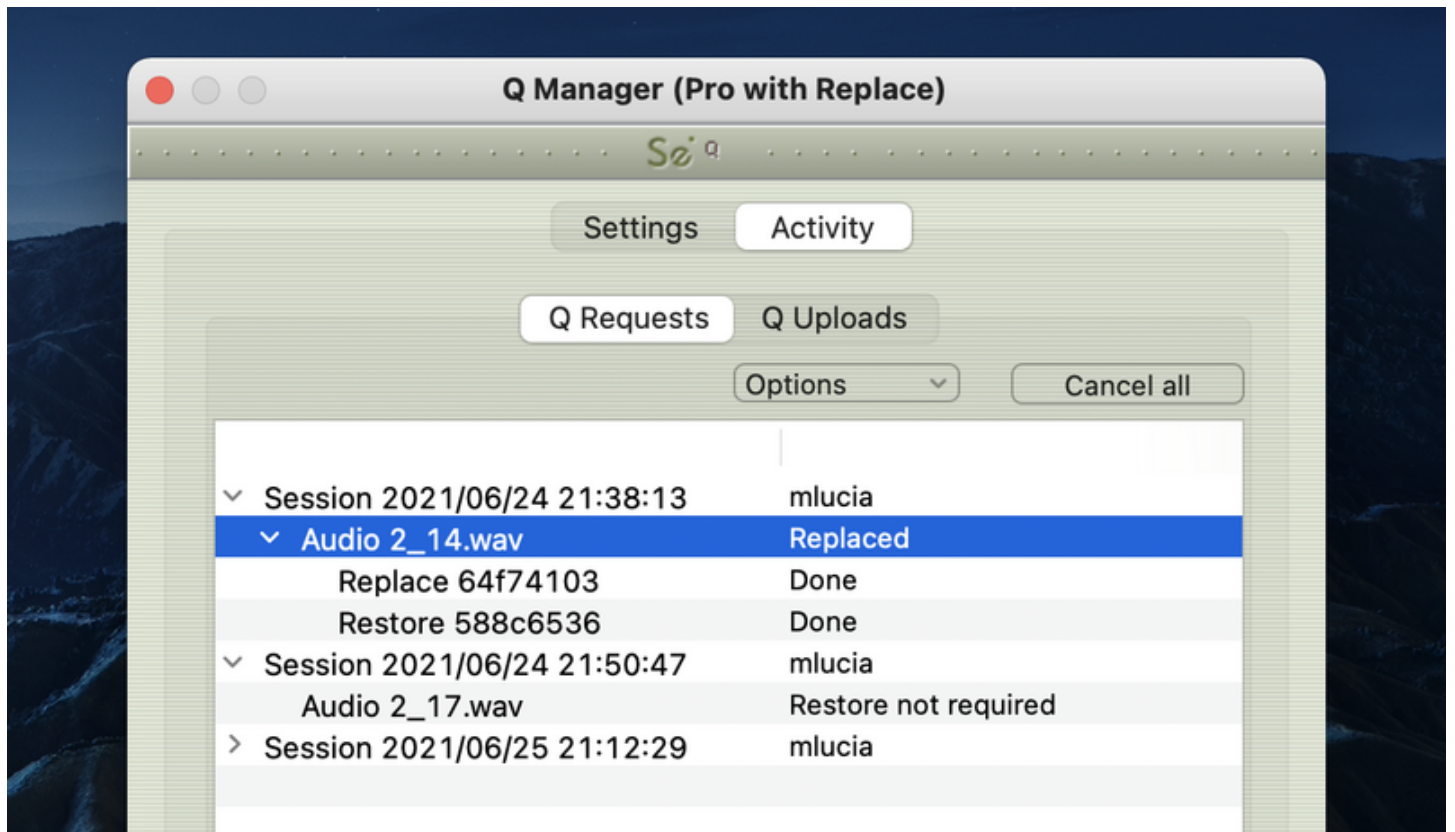 Q Manager (Pro with Replace)
Se Q
Settings Activity
Q Requests Q Uploads
Options Cancel all
Session 2021/06/24 21:38:13 mlucia
Audio 2_14.wav Replaced
Replace 64f74103 Done
Restore 588c6536 Done
Session 2021/06/24 21:50:47 mlucia
Audio 2_17.wav Restore not required
Session 2021/06/25 21:12:29 mlucia